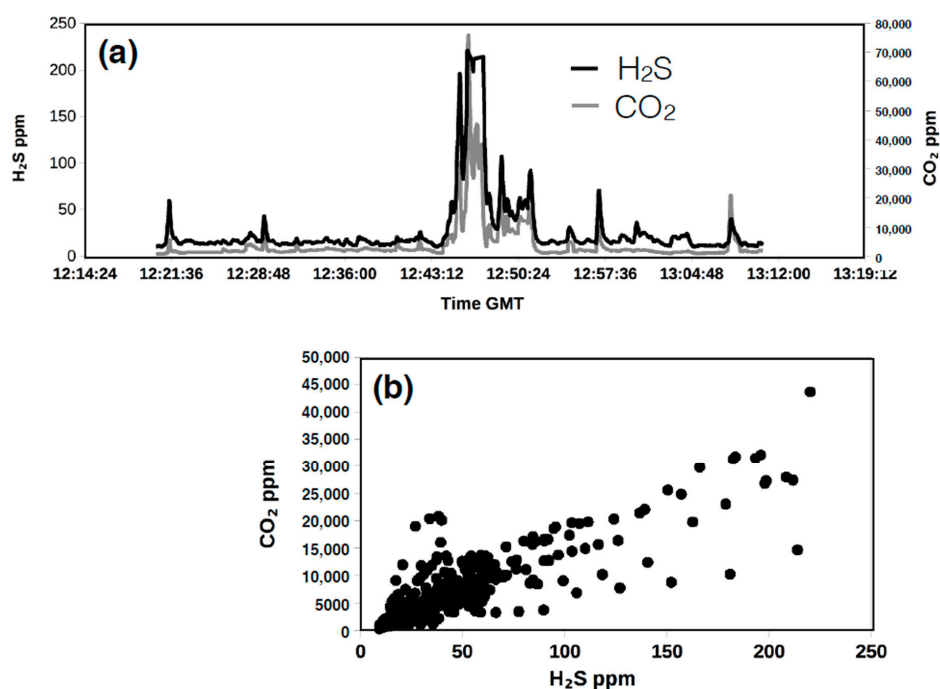 (a)
250
200
150
100
50
0
H₂S ppm
H₂S
CO₂
80,000
70,000
60,000
50,000
40,000
30,000
20,000
10,000
0
CO₂ ppm
12:14:24 12:21:36 12:28:48 12:36:00 12:43:12 12:50:24 12:57:36 13:04:48 13:12:00 13:19:12
Time GMT
(b)
50,000
45,000
40,000
35,000
30,000
25,000
20,000
15,000
10,000
5000
0
CO₂ ppm
0 50 100 150 200 250
H₂S ppm